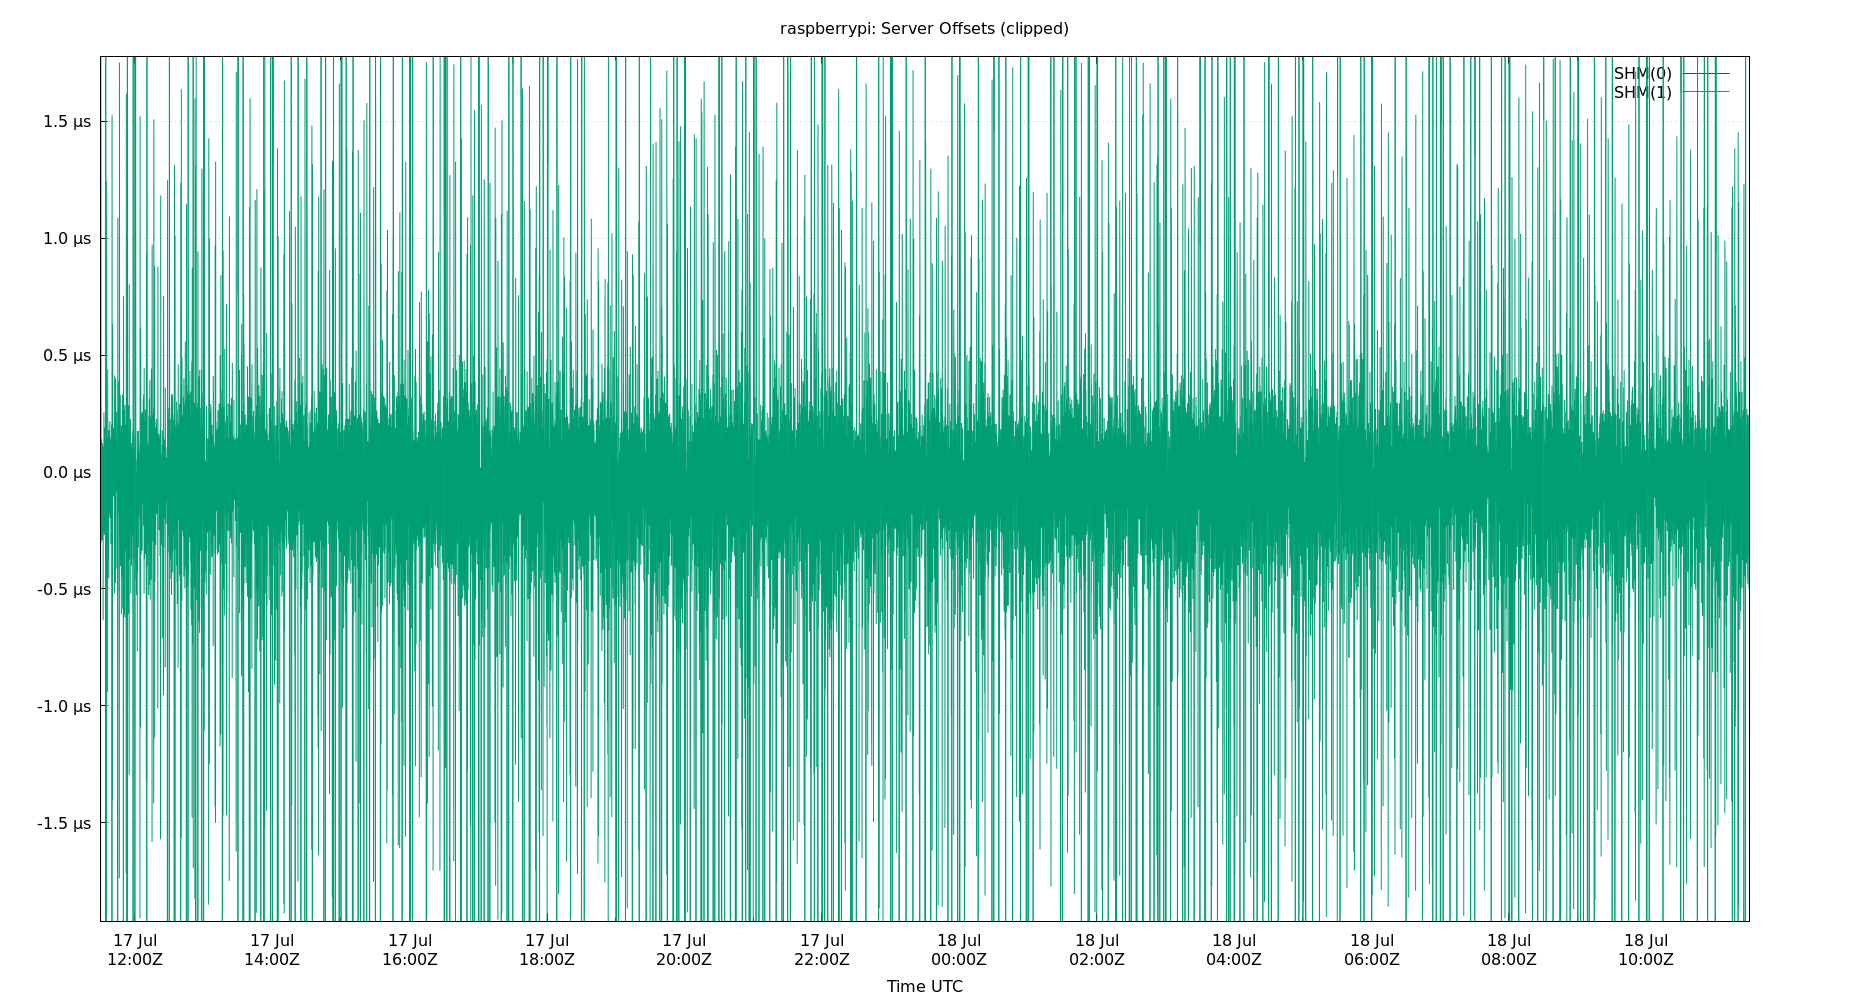 raspberrypi: Server Offsets (clipped)
SHM(0)
SHM(1)
1.5 µs
1.0 µs
0.5 µs
0.0 µs
-0.5 µs
-1.0 µs
-1.5 µs
17 Jul 17 Jul 17 Jul 17 Jul 17 Jul 17 Jul 18 Jul 18 Jul 18 Jul 18 Jul 18 Jul 18 Jul
12:00Z 14:00Z 16:00Z 18:00Z 20:00Z 22:00Z 00:00Z 02:00Z 04:00Z 06:00Z 08:00Z 10:00Z
Time UTC